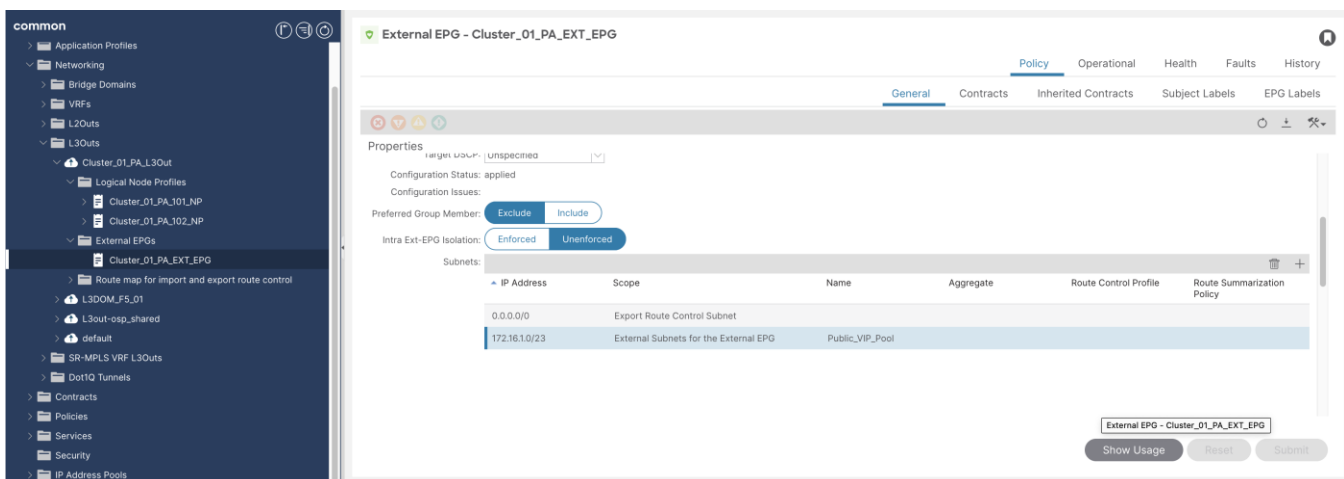 common
Application Profiles
Networking
Bridge Domains
VRFs
L2Outs
L3Outs
Cluster_01_PA_L3Out
Logical Node Profiles
Cluster_01_PA_101_NP
Cluster_01_PA_102_NP
External EPGs
Cluster_01_PA_EXT_EPG
Route map for import and export route control
L3DOM_F5_01
L3out-osp_shared
default
SR-MPLS VRF L3Outs
Dot1Q Tunnels
Contracts
Policies
Services
Security
IP Address Pools
External EPG - Cluster_01_PA_EXT_EPG
Policy Operational Health Faults History
General Contracts Inherited Contracts Subject Labels EPG Labels
Properties
Target DSCP: Unspecified
Configuration Status: applied
Configuration Issues:
Preferred Group Member: Exclude Include
Intra Ext-EPG Isolation: Enforced Unenforced
Subnets:
IP Address Scope Name Aggregate Route Control Profile Route Summarization
Policy
0.0.0.0/0 Export Route Control Subnet
172.16.1.0/23 External Subnets for the External EPG Public_VIP_Pool
External EPG - Cluster_01_PA_EXT_EPG
Show Usage Reset Submit